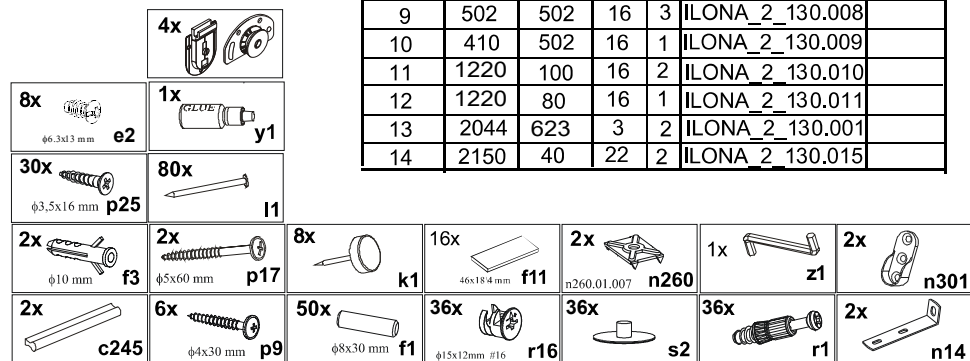 4x
9 502 502 16 3 ILONA_2_130.008
10 410 502 16 1 ILONA_2_130.009
11 1220 100 16 2 ILONA_2_130.010
12 1220 80 16 1 ILONA_2_130.011
13 2044 623 3 2 ILONA_2_130.001
14 2150 40 22 2 ILONA_2_130.015
8x
ϕ6.3x13 mm e2
1x
GLUE
y1
30x
ϕ3,5x16 mm p25
80x
l1
2x
ϕ10 mm f3
2x
ϕ5x60 mm p17
8x
k1
16x
46x18'4 mm f11
2x
n260.01.007 n260
1x
z1
2x
n301
2x
c245
6x
ϕ4x30 mm p9
50x
ϕ8x30 mm f1
36x
ϕ15x12mm #16 r16
36x
s2
36x
r1
2x
n14